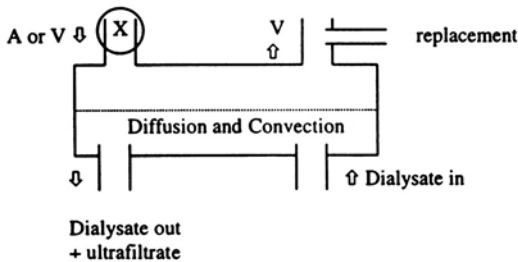 A or V X V replacement
Diffusion and Convection
Dialysate in
Dialysate out
+ ultrafiltrate